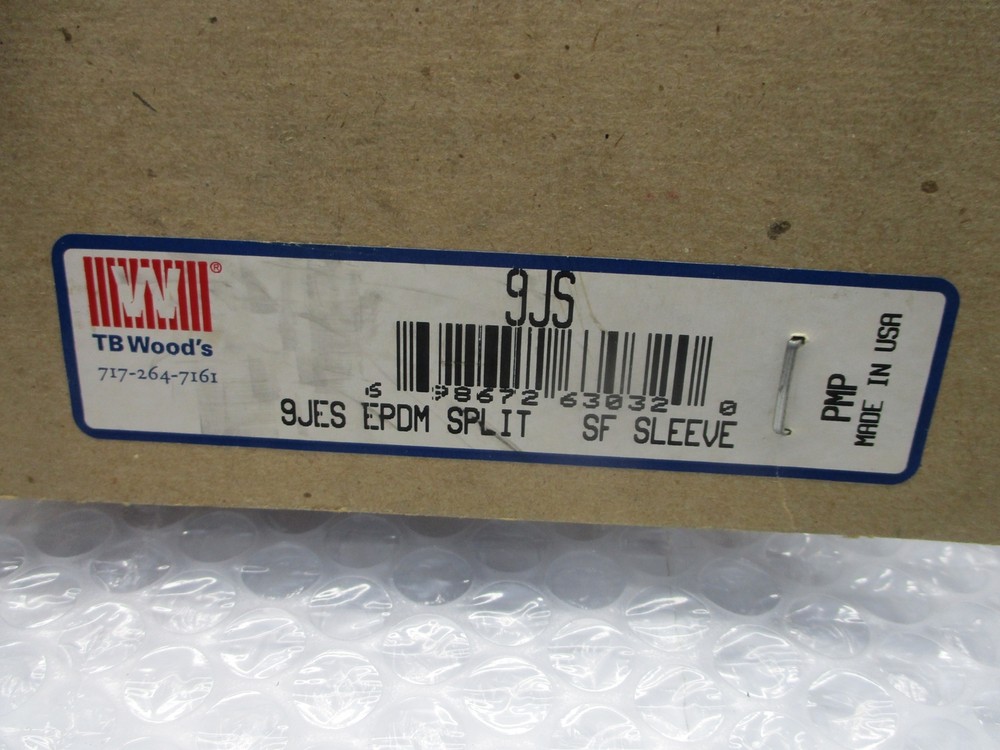 W®
TB Wood's
717-264-7161
9JS
6 98672 63032 0
9JES EPDM SPLIT SF SLEEVE
PMP
MADE IN USA